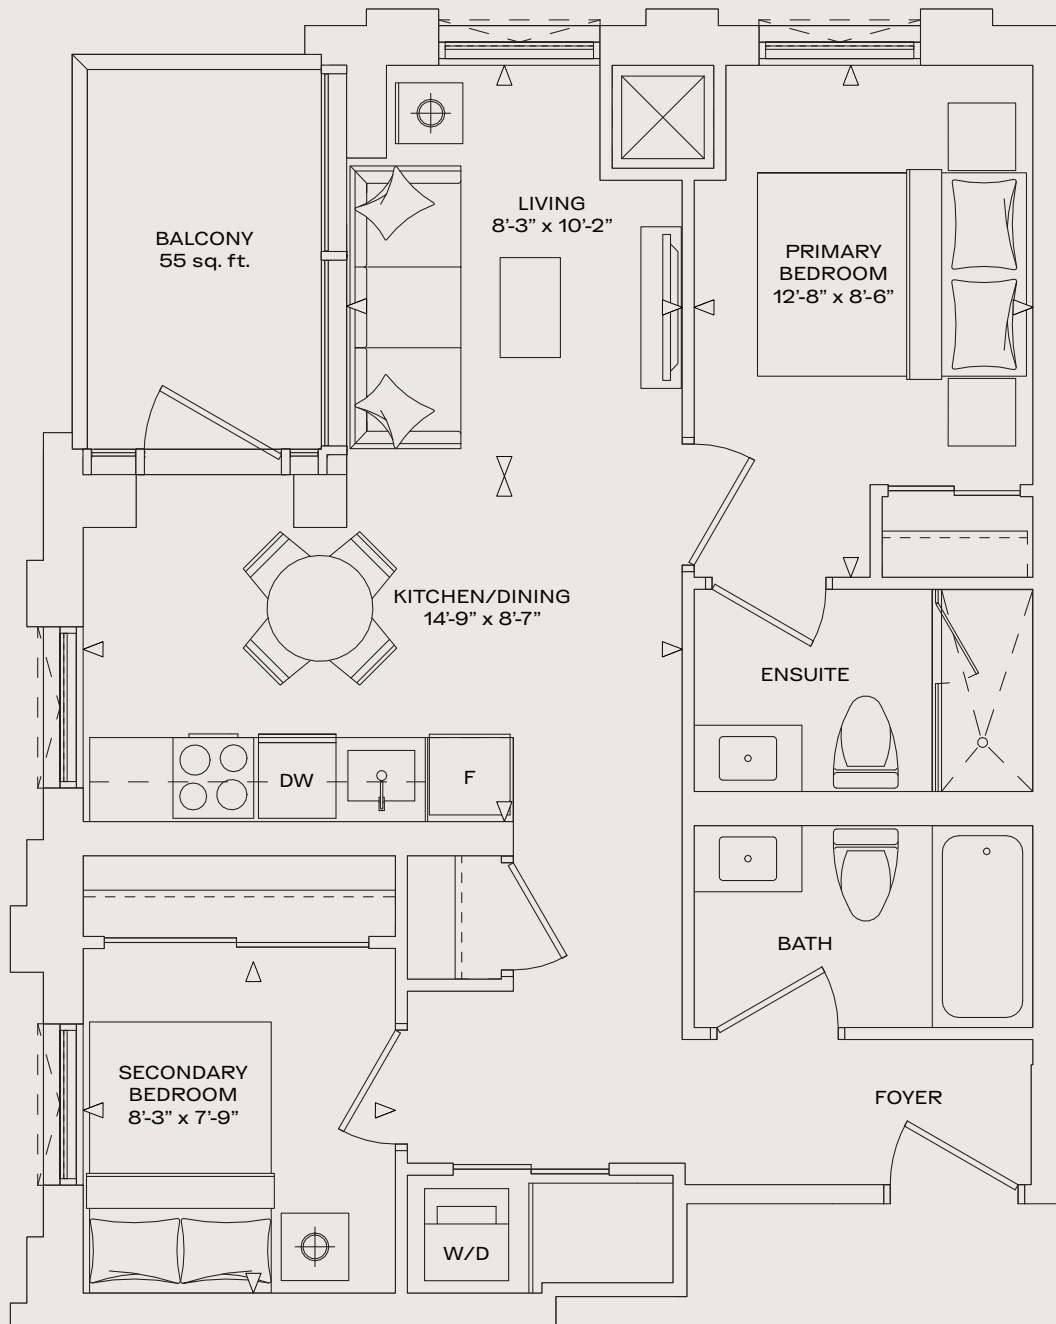 LIVING
8’-3” x 10’-2”
BALCONY
55 sq. ft.
PRIMARY
BEDROOM
12’-8” x 8’-6”
KITCHEN/DINING
14’-9” x 8’-7”
ENSUITE
DW
F
BATH
SECONDARY
BEDROOM
8’-3” x 7’-9”
FOYER
W/D